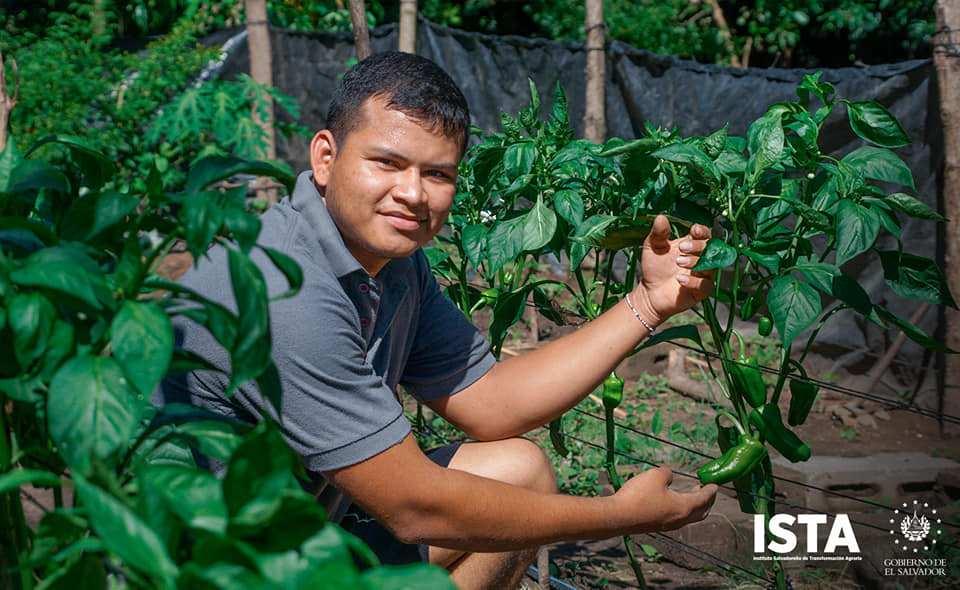 ISTA
Instituto Salvadoreño de Transformación Agraria
GOBIERNO DE
EL SALVADOR